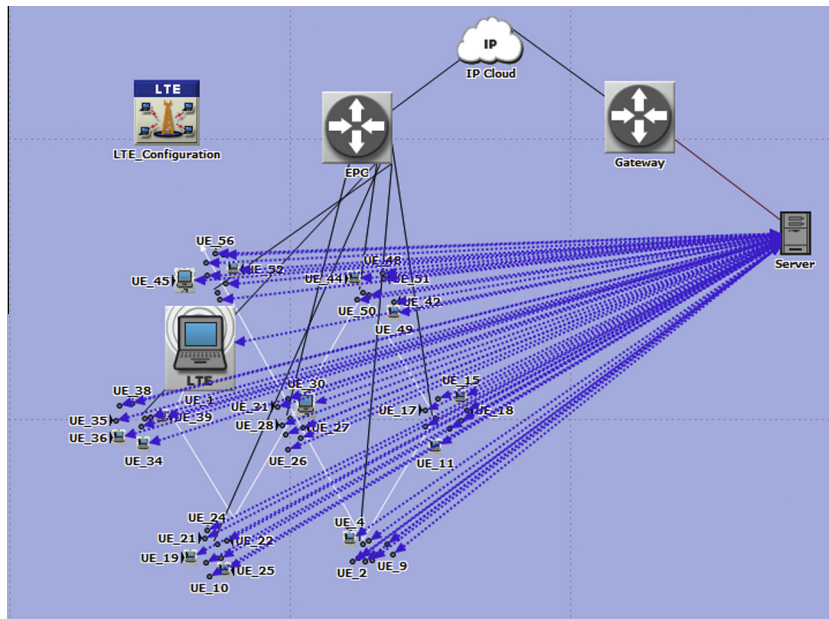 IP
IP Cloud
LTE
LTE_Configuration
EPC
Gateway
Server
UE_56
UE_52
UE_45
UE_48
UE_44
UE_51
UE_50
UE_42
UE_49
LTE
UE_1
UE_38
UE_39
UE_35
UE_36
UE_34
UE_30
UE_31
UE_28
UE_27
UE_26
UE_15
UE_17
UE_18
UE_11
UE_24
UE_21
UE_22
UE_19
UE_25
UE_10
UE_4
UE_2
UE_9